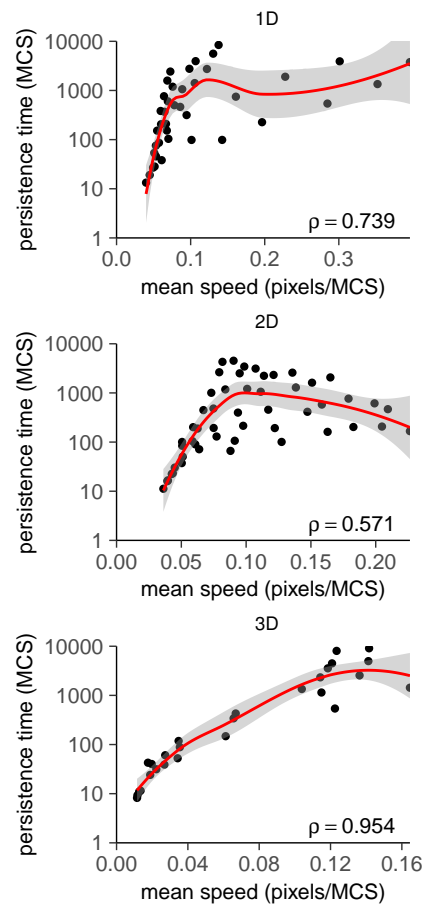 1D
persistence time (MCS)
10000
1000
100
10
1
0.0 0.1 0.2 0.3
ρ = 0.739
mean speed (pixels/MCS)
2D
persistence time (MCS)
10000
1000
100
10
1
0.00 0.05 0.10 0.15 0.20
ρ = 0.571
mean speed (pixels/MCS)
3D
persistence time (MCS)
10000
1000
100
10
1
0.00 0.04 0.08 0.12 0.16
ρ = 0.954
mean speed (pixels/MCS)